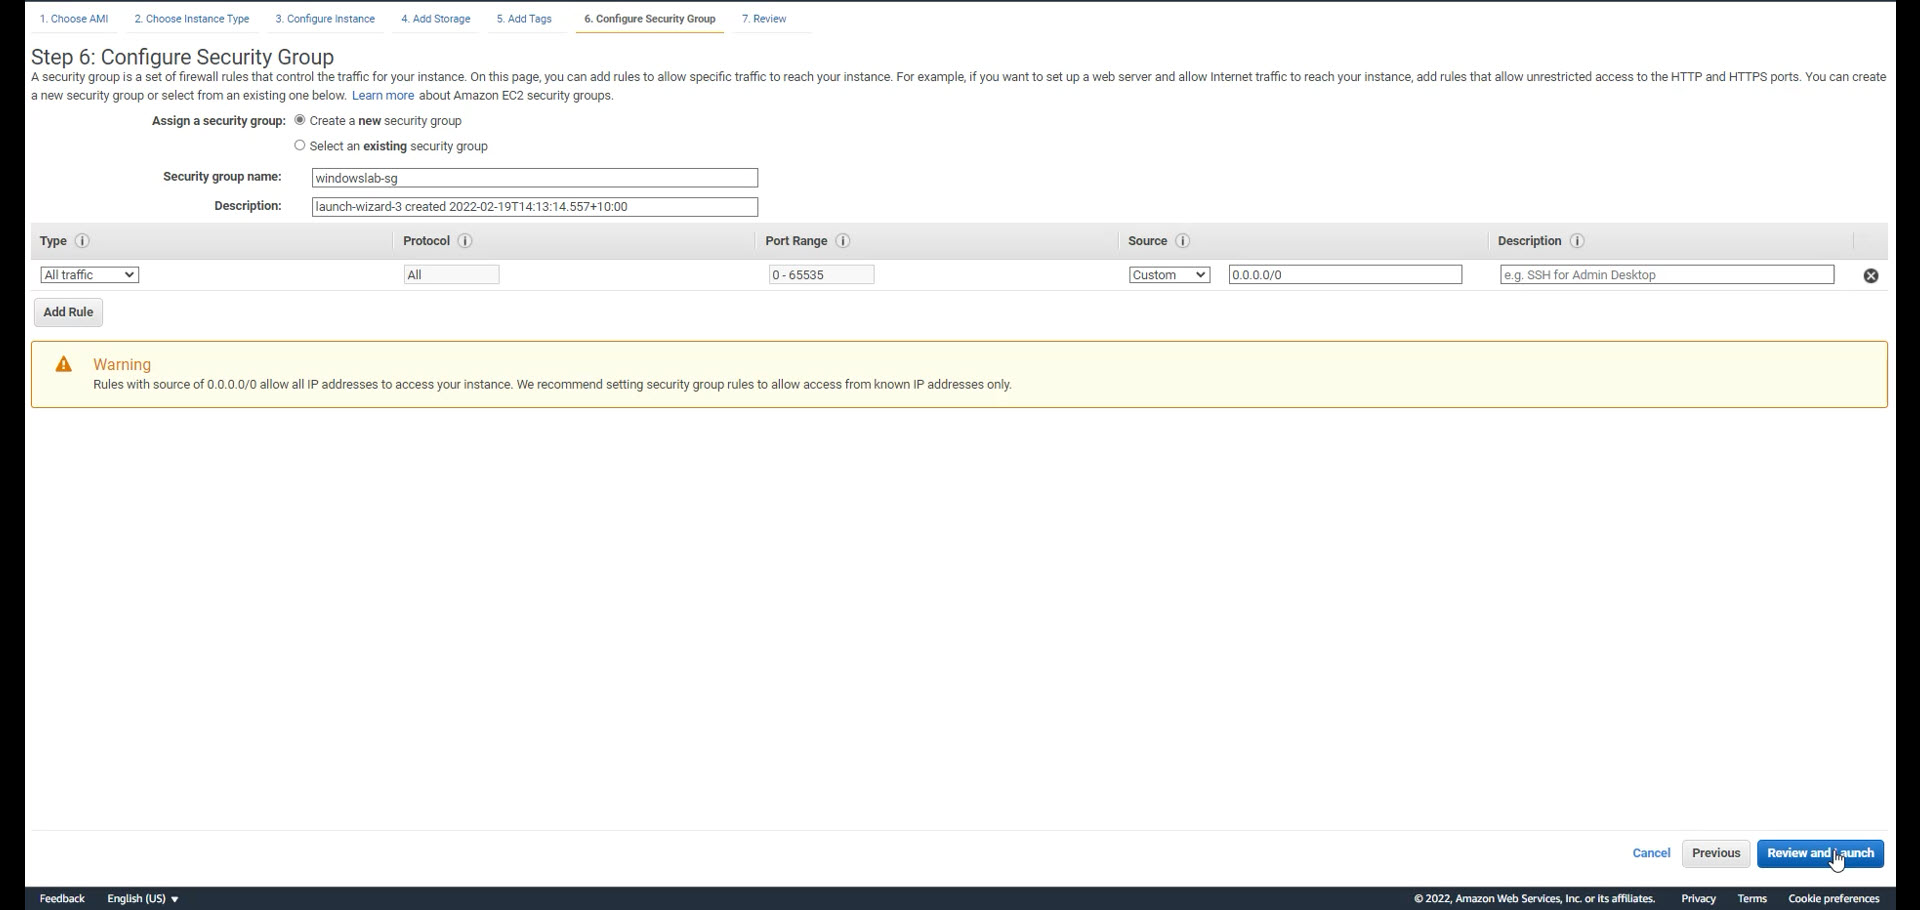 1. Choose AMI 2. Choose Instance Type 3. Configure Instance 4. Add Storage 5. Add Tags 6. Configure Security Group 7. Review
Step 6: Configure Security Group
A security group is a set of firewall rules that control the traffic for your instance. On this page, you can add rules to allow specific traffic to reach your instance. For example, if you want to set up a web server and allow Internet traffic to reach your instance, add rules that allow unrestricted access to the HTTP and HTTPS ports. You can create
a new security group or select from an existing one below. Learn more about Amazon EC2 security groups.
Assign a security group: Create a new security group
Select an existing security group
Security group name: windowslab-sg
Description: launch-wizard-3 created 2022-02-19T14:13:14.557+10:00
Type Protocol Port Range Source Description
All traffic All 0 - 65535 Custom 0.0.0.0/0 e.g. SSH for Admin Desktop
Add Rule
Warning
Rules with source of 0.0.0.0/0 allow all IP addresses to access your instance. We recommend setting security group rules to allow access from known IP addresses only.
Cancel Previous Review and Launch
Feedback English (US) © 2022, Amazon Web Services, Inc. or its affiliates. Privacy Terms Cookie preferences